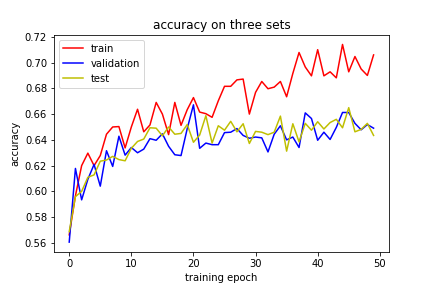 accuracy on three sets
0.72
0.70
0.68
0.66
0.64
0.62
0.60
0.58
0.56
accuracy
train
validation
test
0 10 20 30 40 50
training epoch